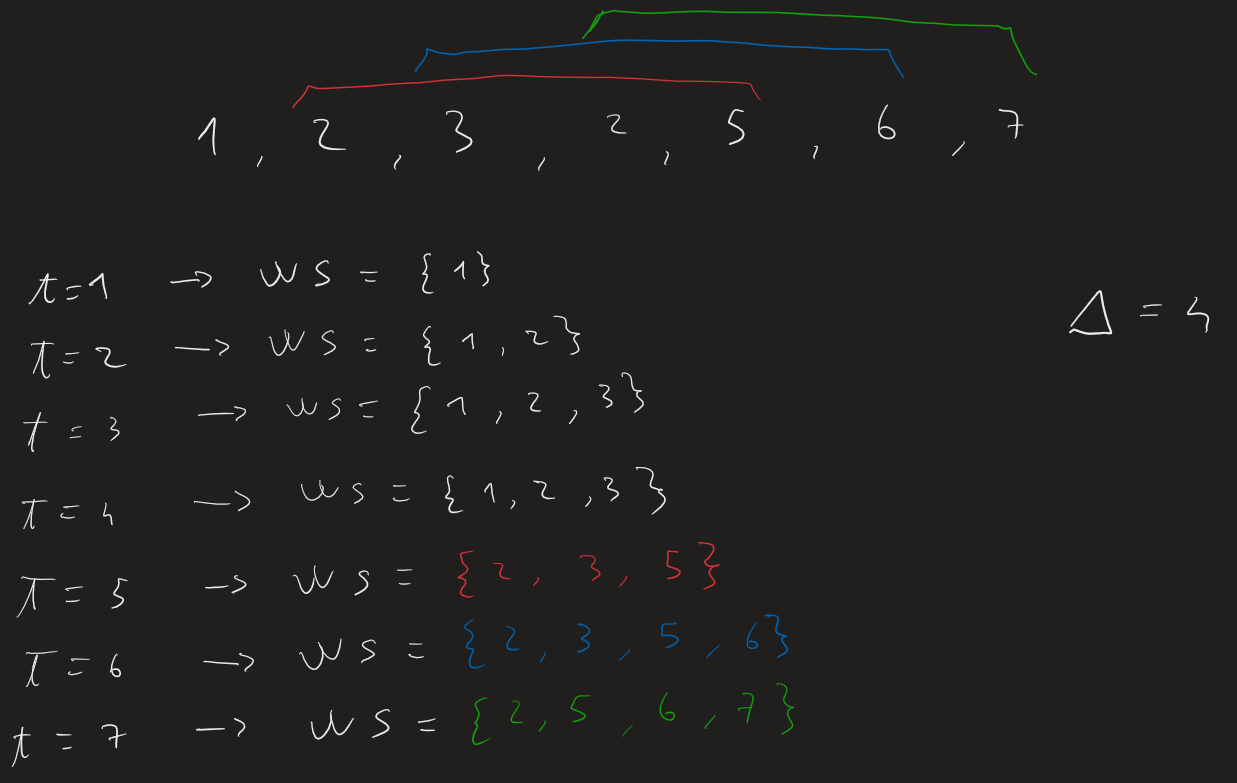 1 , 2 , 3 , 2 , 5 , 6 , 7
t = 1 → WS = {1}
Δ = 4
t = 2 → WS = {1, 2}
t = 3 → WS = {1, 2, 3}
t = 4 → WS = {1, 2, 3}
t = 5 → WS = {2, 3, 5}
t = 6 → WS = {2, 3, 5, 6}
t = 7 → WS = {2, 5, 6, 7}